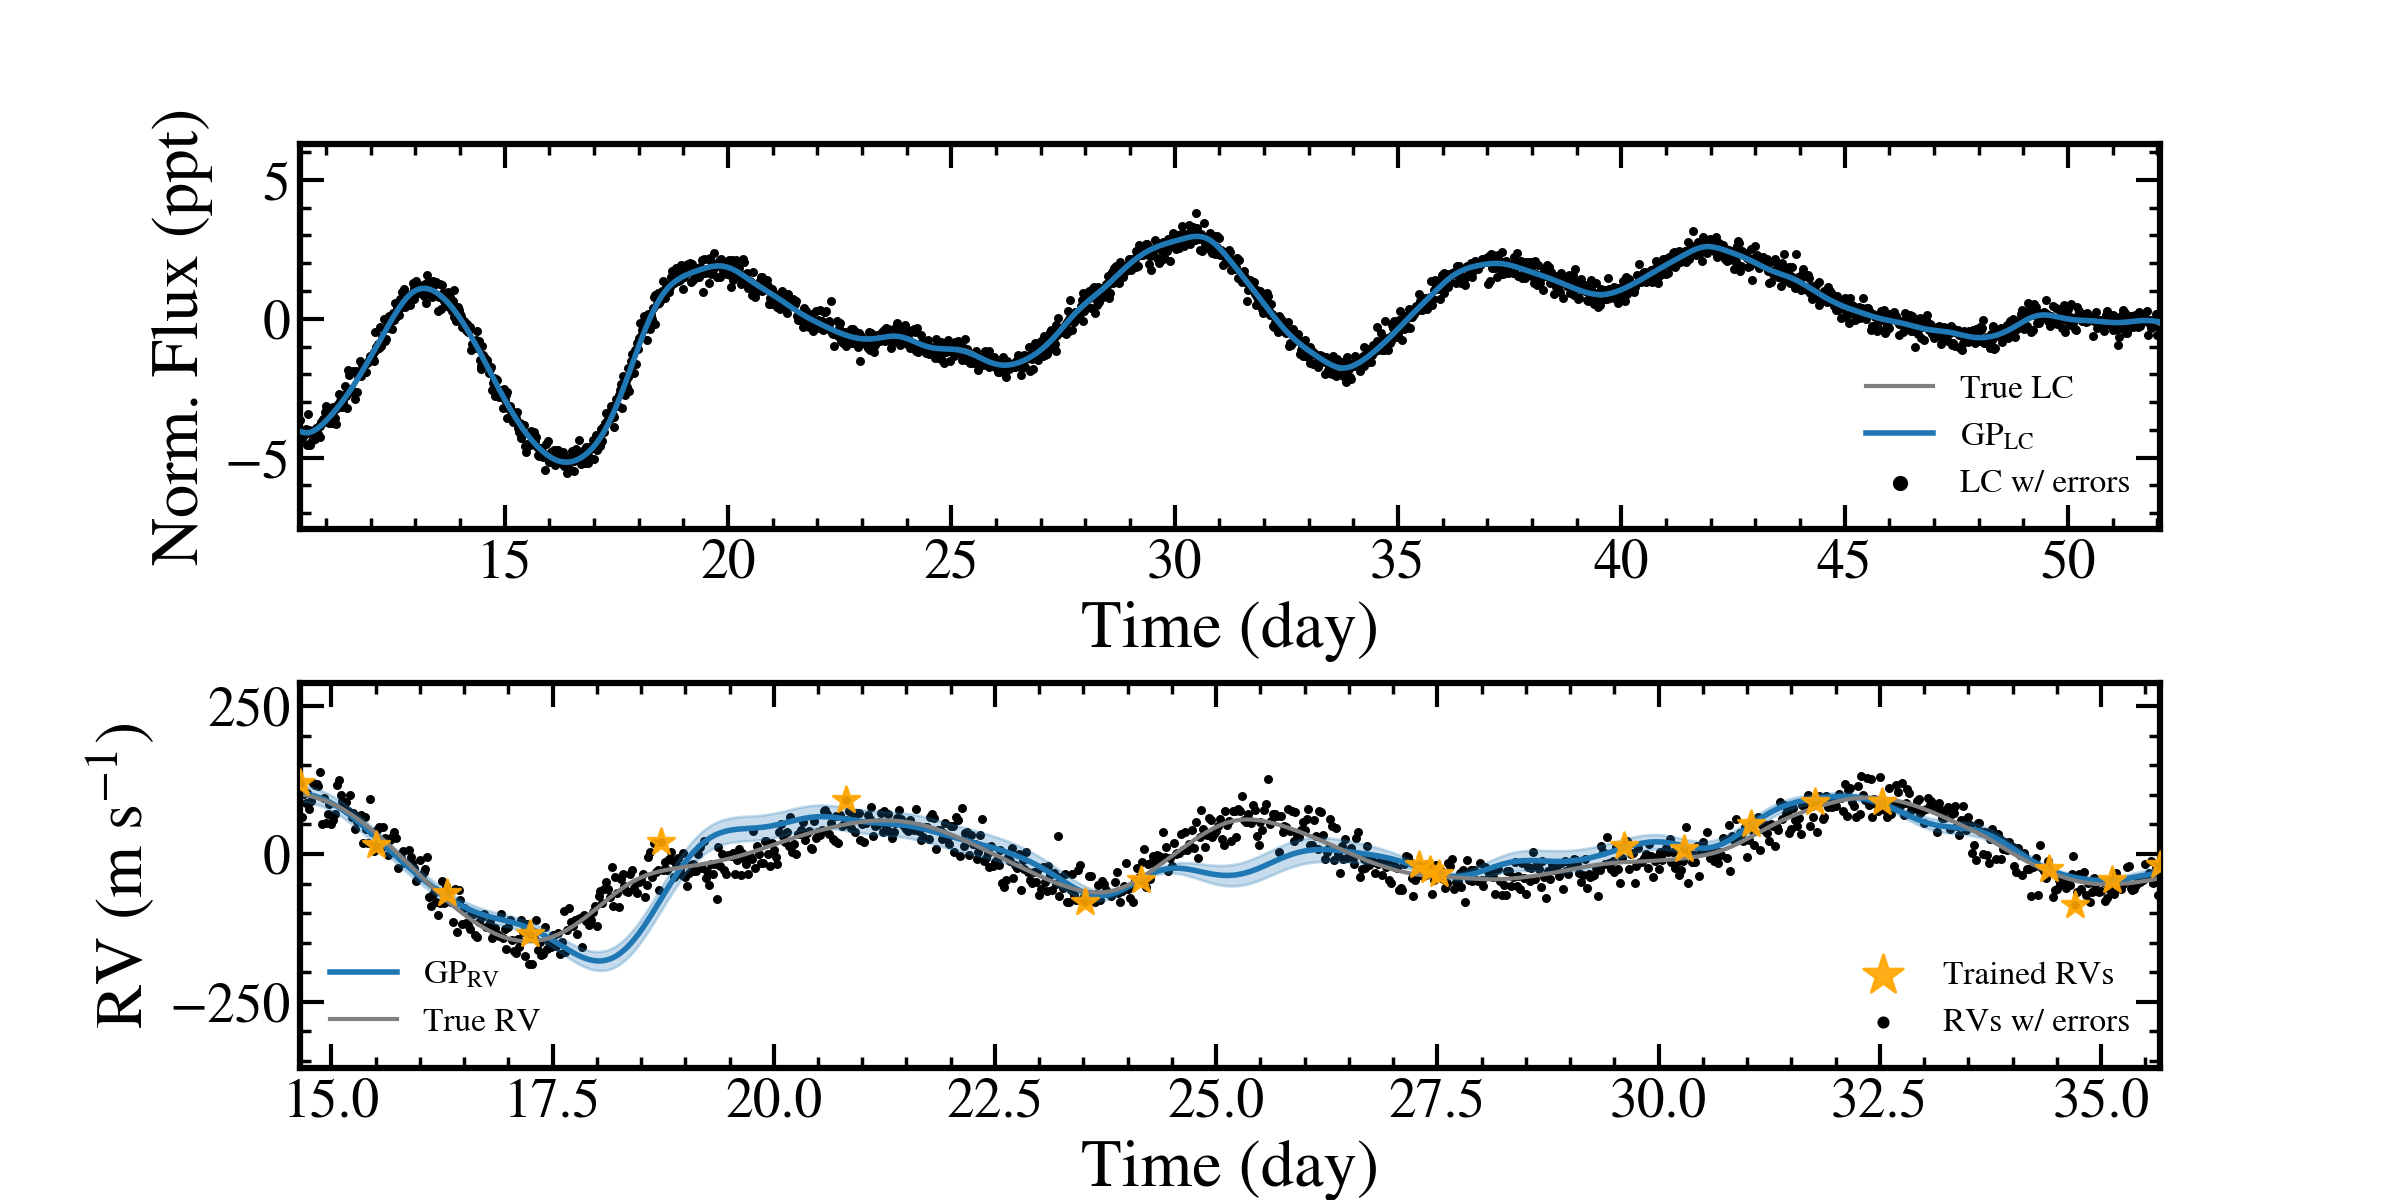 Norm. Flux (ppt)
5
0
−5
True LC
GP_LC
LC w/ errors
15 20 25 30 35 40 45 50
Time (day)
RV (m s⁻¹)
250
0
−250
GP_RV
True RV
Trained RVs
RVs w/ errors
15.0 17.5 20.0 22.5 25.0 27.5 30.0 32.5 35.0
Time (day)